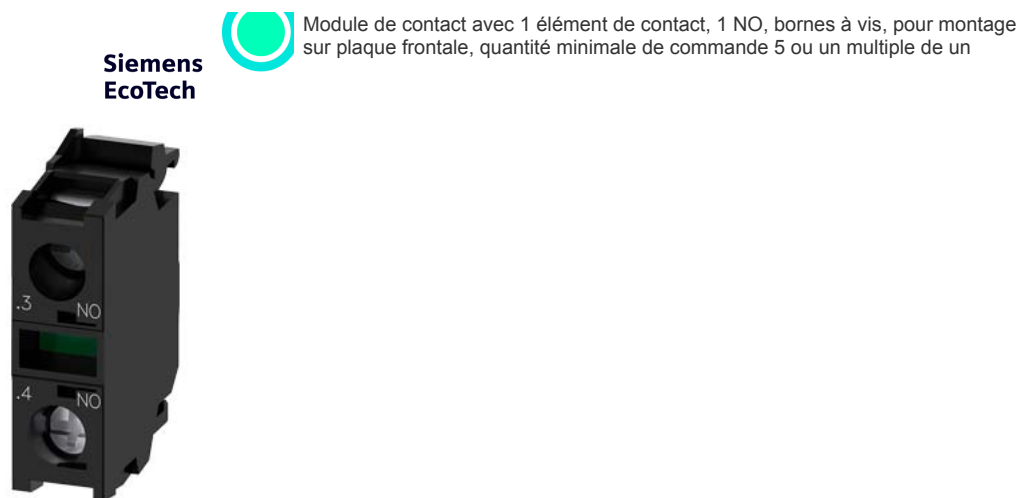 Module de contact avec 1 élément de contact, 1 NO, bornes à vis, pour montage
sur plaque frontale, quantité minimale de commande 5 ou un multiple de un
Siemens
EcoTech
.3 NO
.4 NO